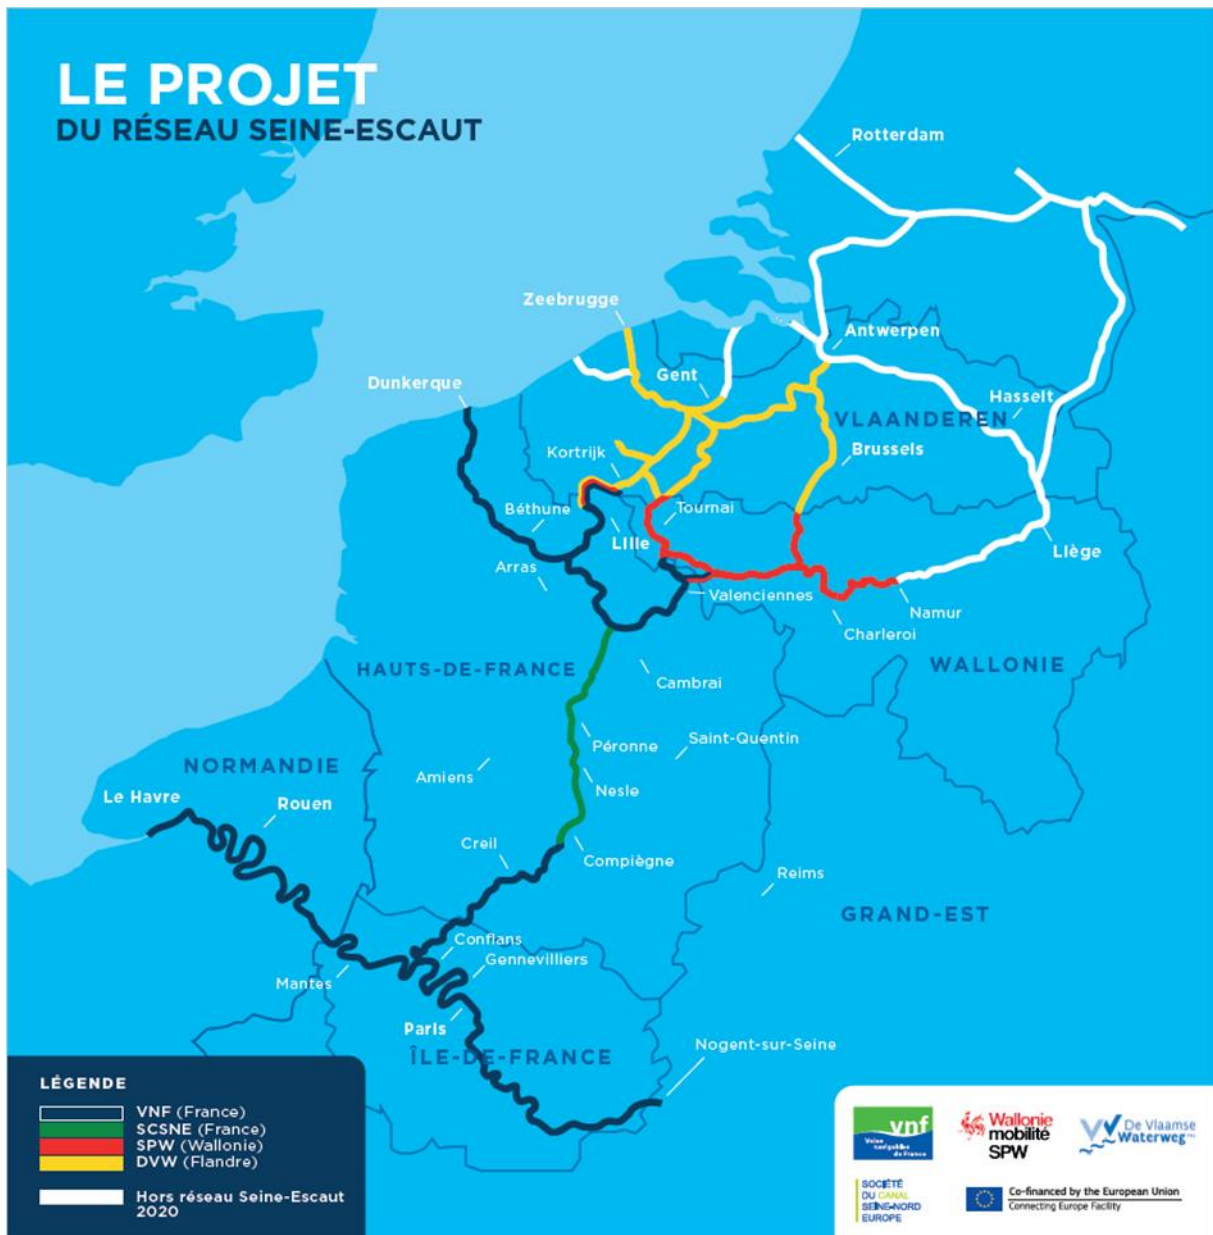 LE PROJET
DU RÉSEAU SEINE-ESCAUT
Rotterdam
Zeebrugge
Antwerpen
Dunkerque
Gent
Hasselt
VLAANDEREN
Kortrijk
Brussels
Béthune
Tournai
Lille
Liège
Arras
Valenciennes
Namur
Charleroi
HAUTS-DE-FRANCE
WALLONIE
Cambrai
Saint-Quentin
Péronne
NORMANDIE
Amiens
Nesle
Le Havre
Rouen
Creil
Compiègne
Reims
GRAND-EST
Conflans
Gennevilliers
Mantes
Paris
Nogent-sur-Seine
ÎLE-DE-FRANCE
LÉGENDE
VNF (France)
SCSNE (France)
SPW (Wallonie)
DVW (Flandre)
Hors réseau Seine-Escaut
2020
vnf
Voies
navigables
de France
Wallonie
mobilité
SPW
De Vlaamse
Waterweg
SOCIÉTÉ
DU CANAL
SEINE-NORD
EUROPE
Co-financed by the European Union
Connecting Europe Facility